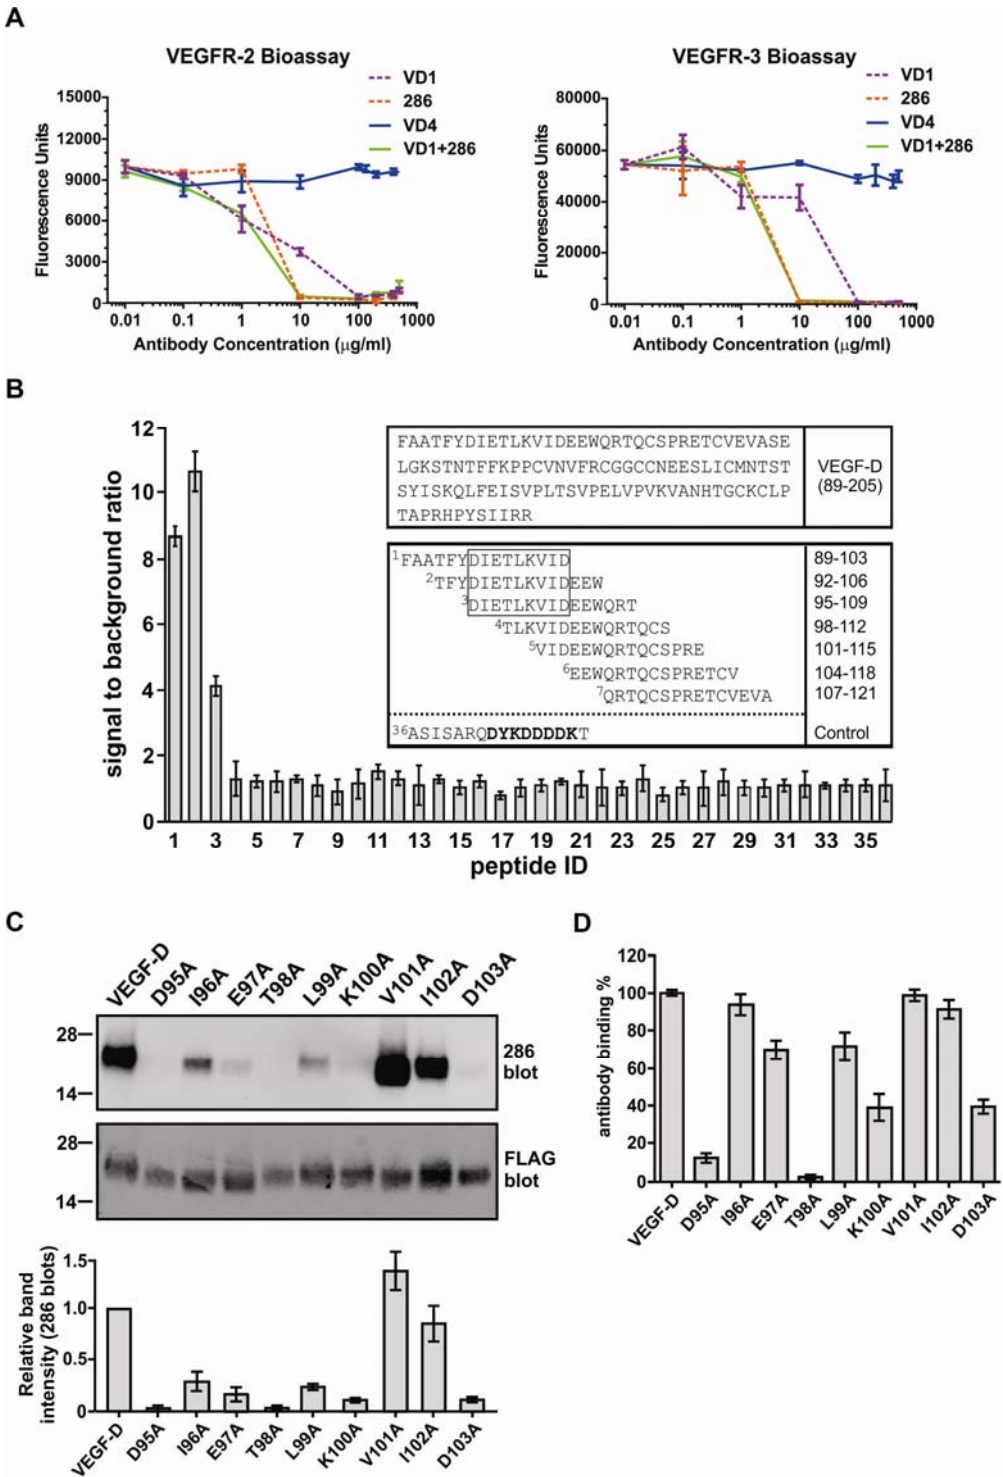 A
VEGFR-2 Bioassay
VD1
286
VD4
VD1+286
15000
12000
9000
6000
3000
0
Fluorescence Units
0.01 0.1 1 10 100 1000
Antibody Concentration (μg/ml)
VEGFR-3 Bioassay
VD1
286
VD4
VD1+286
80000
60000
40000
20000
0
Fluorescence Units
0.01 0.1 1 10 100 1000
Antibody Concentration (μg/ml)
B
12
10
8
6
4
2
0
signal to background ratio
1 3 5 7 9 11 13 15 17 19 21 23 25 27 29 31 33 35
peptide ID
FAATFYDIETLKVIDEEWQRTQCSPRETCVEVASE
LGKSTNTFFKPPCVNVFRCGGCCNEESLICMNTST
SYISKQLFEISVPLTSVPELVPVKVANHTGCKCLP
TAPRHPYSIIRR
VEGF-D
(89-205)
1FAATFYDIETLKVID 89-103
2TFYDIETLKVIDEEW 92-106
3DIETLKVIDEEWQRT 95-109
4TLKVIDEEWQRTQCS 98-112
5VIDEEWQRTQCSPRE 101-115
6EEWQRTQCSPRETCV 104-118
7QRTQCSPRETCVEVA 107-121
36ASISARQDYKDDDDKT Control
C
VEGF-D D95A I96A E97A T98A L99A K100A V101A I102A D103A
28
14
286
blot
28
14
FLAG
blot
1.5
1.0
0.5
0
Relative band
intensity (286 blots)
VEGF-D D95A I96A E97A T98A L99A K100A V101A I102A D103A
D
120
100
80
60
40
20
0
antibody binding %
VEGF-D D95A I96A E97A T98A L99A K100A V101A I102A D103A